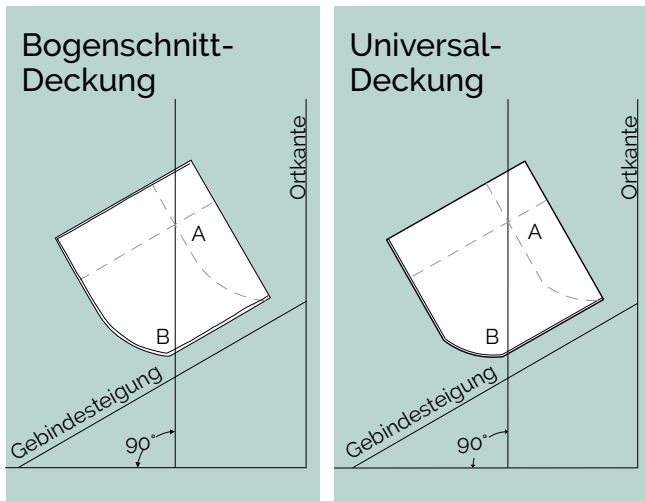 Bogenschnitt-
Deckung
Ortkante
A
B
Gebindesteigung
90°
Universal-
Deckung
Ortkante
A
B
Gebindesteigung
90°